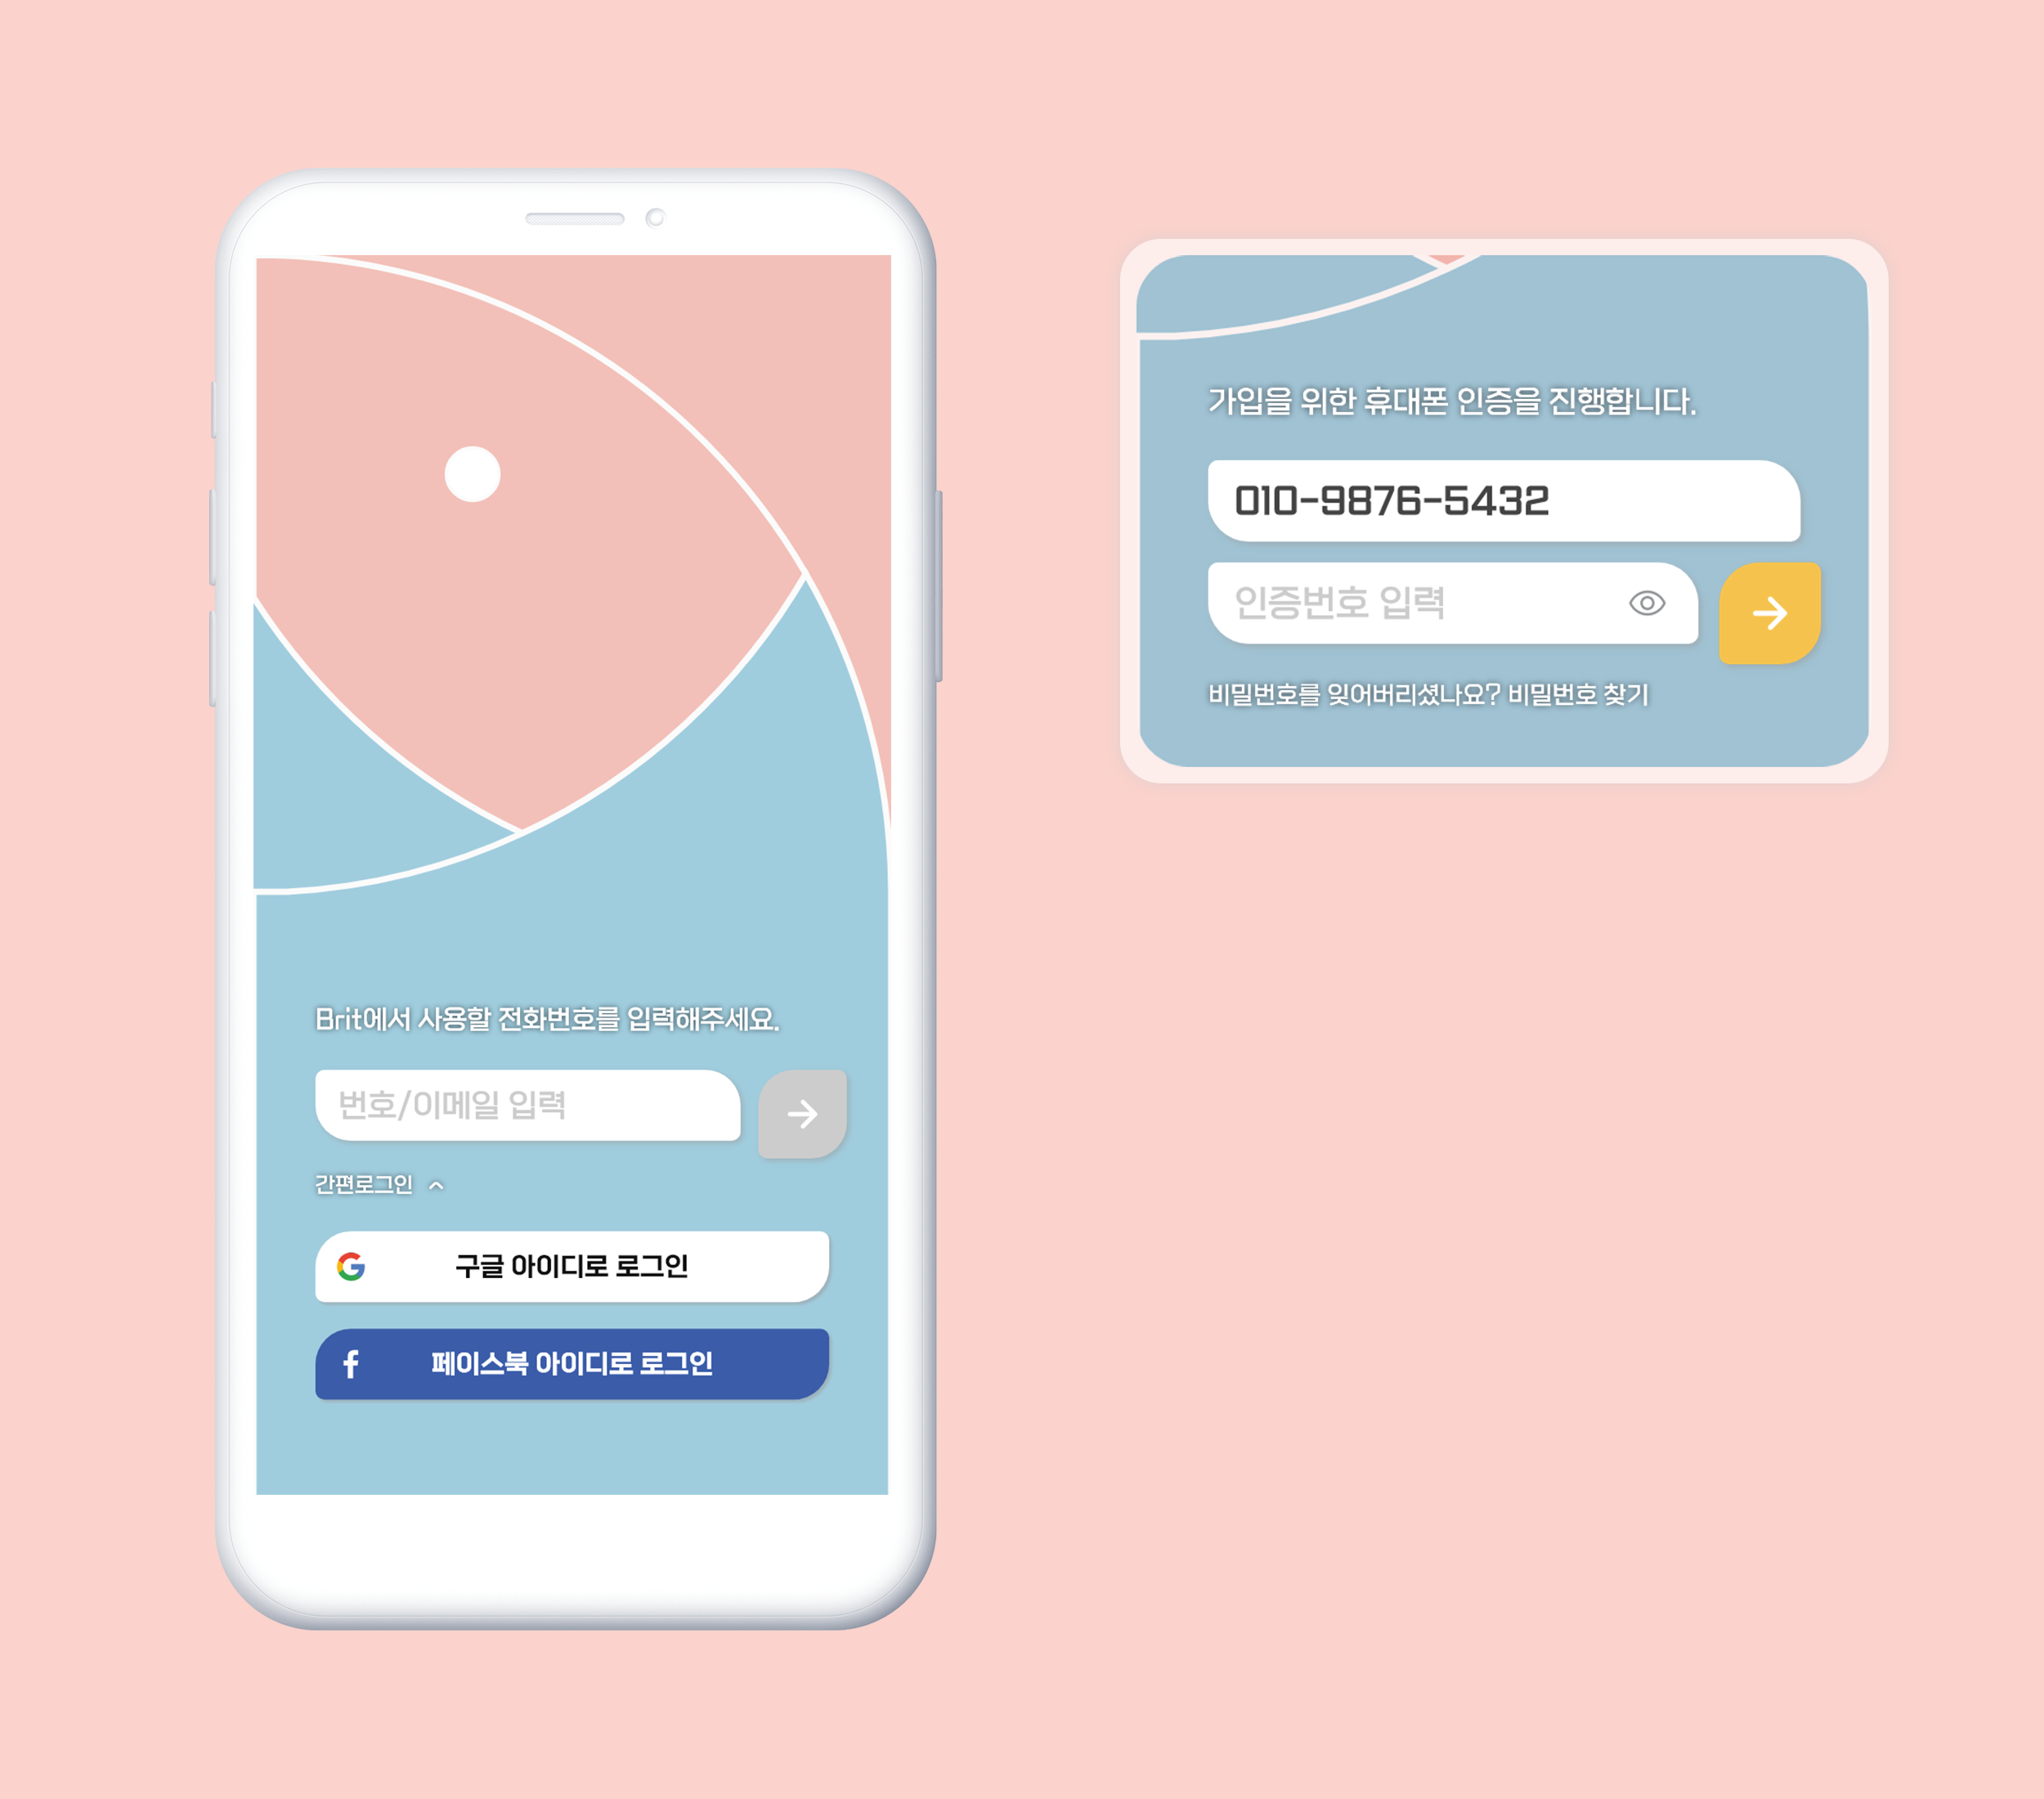 Brit에서 사용할 전화번호를 입력해주세요.
번호/이메일 입력
간편로그인
구글 아이디로 로그인
페이스북 아이디로 로그인
가입을 위한 휴대폰 인증을 진행합니다.
010-9876-5432
인증번호 입력
비밀번호를 잊어버리셨나요? 비밀번호 찾기